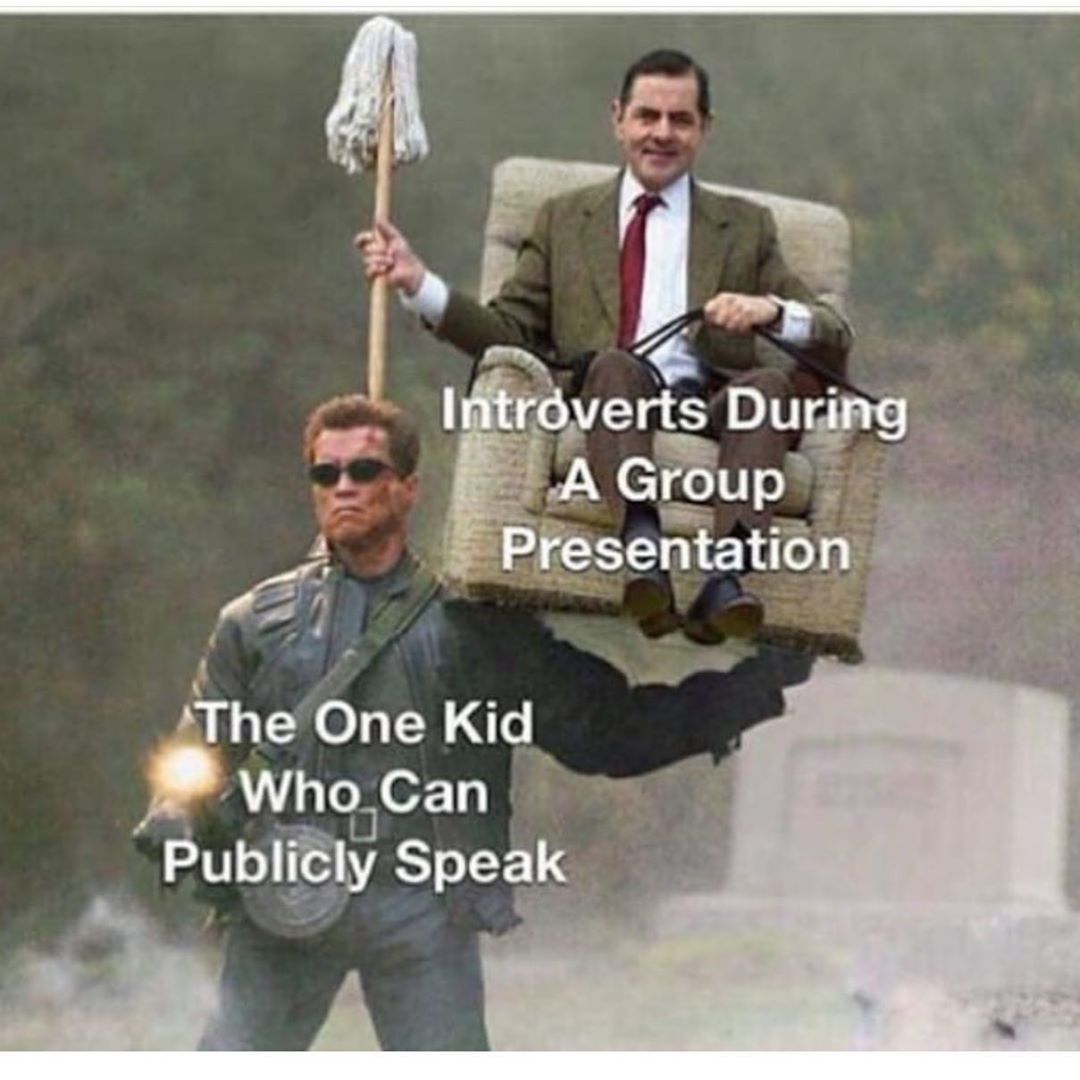 Introverts During
A Group
Presentation
The One Kid
Who Can
Publicly Speak